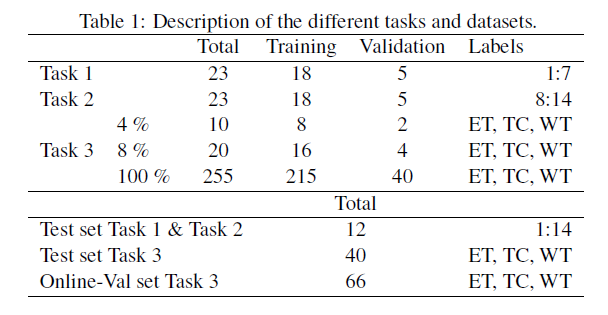 Table 1: Description of the different tasks and datasets.
Total Training Validation Labels
Task 1 23 18 5 1:7
Task 2 23 18 5 8:14
4 % 10 8 2 ET, TC, WT
Task 3 8 % 20 16 4 ET, TC, WT
100 % 255 215 40 ET, TC, WT
Total
Test set Task 1 & Task 2 12 1:14
Test set Task 3 40 ET, TC, WT
Online-Val set Task 3 66 ET, TC, WT